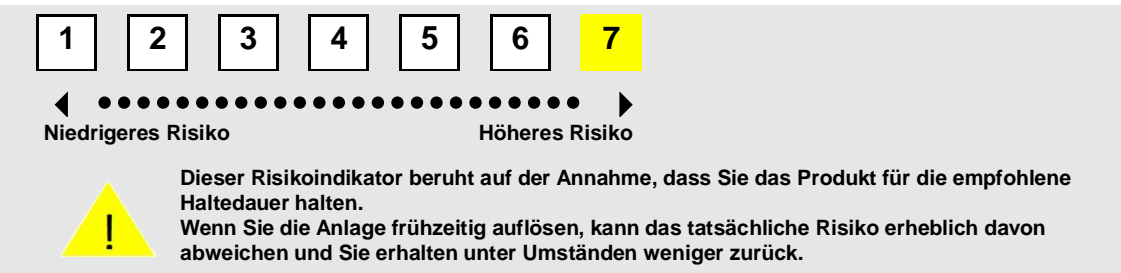 1 2 3 4 5 6 7
Niedrigeres Risiko Höheres Risiko
Dieser Risikoindikator beruht auf der Annahme, dass Sie das Produkt für die empfohlene
Haltedauer halten.
Wenn Sie die Anlage frühzeitig auflösen, kann das tatsächliche Risiko erheblich davon
abweichen und Sie erhalten unter Umständen weniger zurück.
!